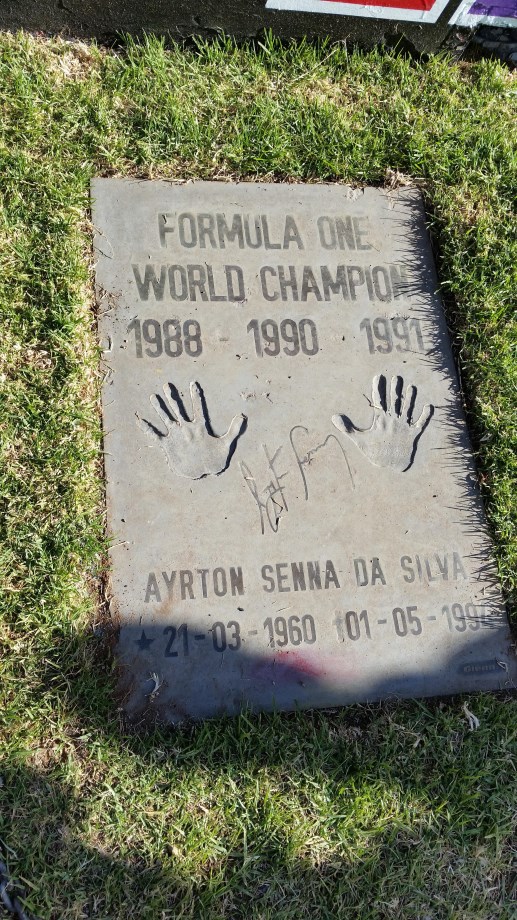 FORMULA ONE
WORLD CHAMPION
1988 - 1990 1991
AYRTON SENNA DA SILVA
★ 21-03-1960 †01-05-1994